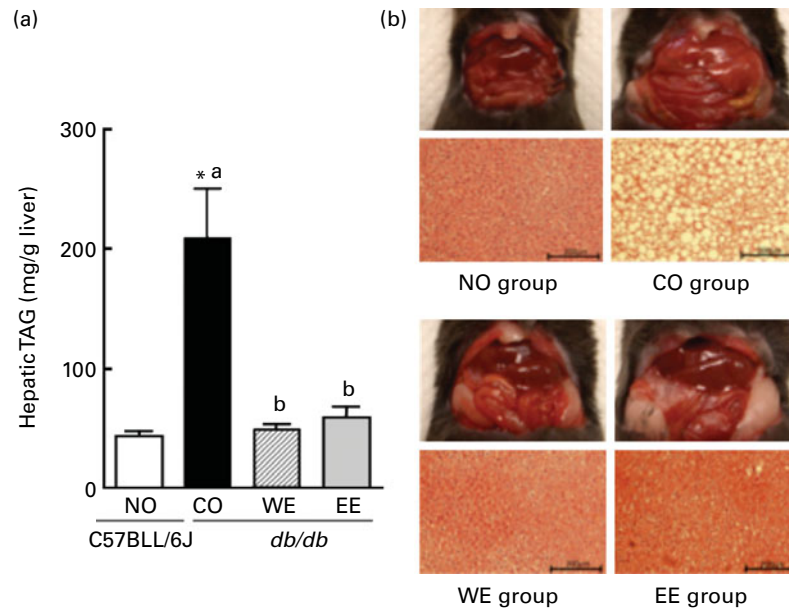 (a)
300
200
100
0
Hepatic TAG (mg/g liver)
* a
b
b
NO CO WE EE
C57BLL/6J db/db
(b)
NO group CO group
WE group EE group